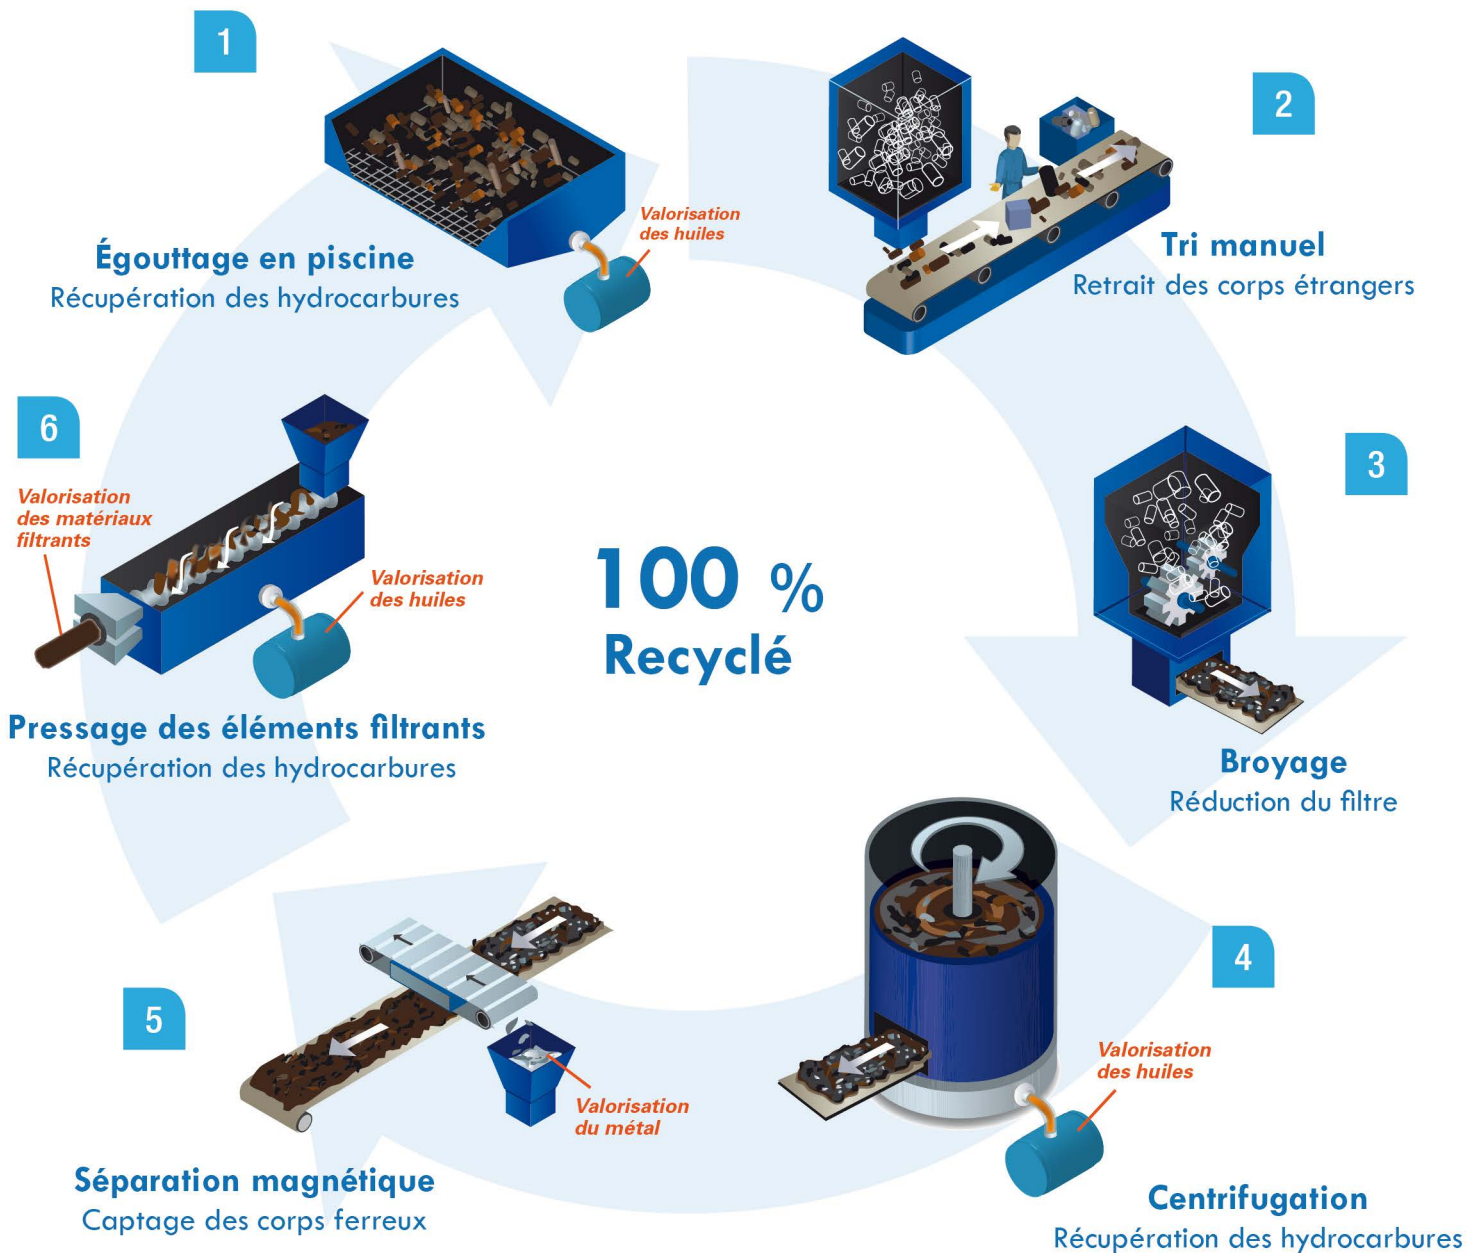 1
Égouttage en piscine
Récupération des hydrocarbures
Valorisation
des huiles
2
Tri manuel
Retrait des corps étrangers
3
Broyage
Réduction du filtre
4
Valorisation
des huiles
Centrifugation
Récupération des hydrocarbures
5
Valorisation
du métal
Séparation magnétique
Captage des corps ferreux
6
Valorisation
des matériaux
filtrants
Valorisation
des huiles
Pressage des éléments filtrants
Récupération des hydrocarbures
100 %
Recyclé